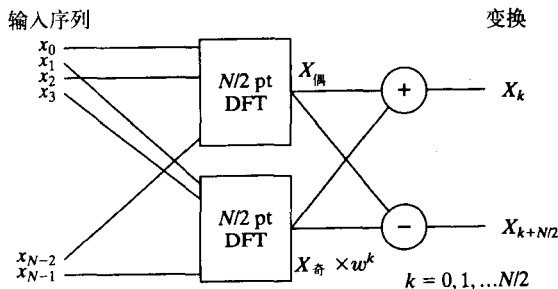 输入序列
变换
x₀
x₁
x₂
x₃
N/2 pt
DFT
X偶
+
Xₖ
N/2 pt
DFT
−
Xₖ₊N/2
xN−2
xN−1
X奇 ×wᵏ
k = 0, 1, ...N/2